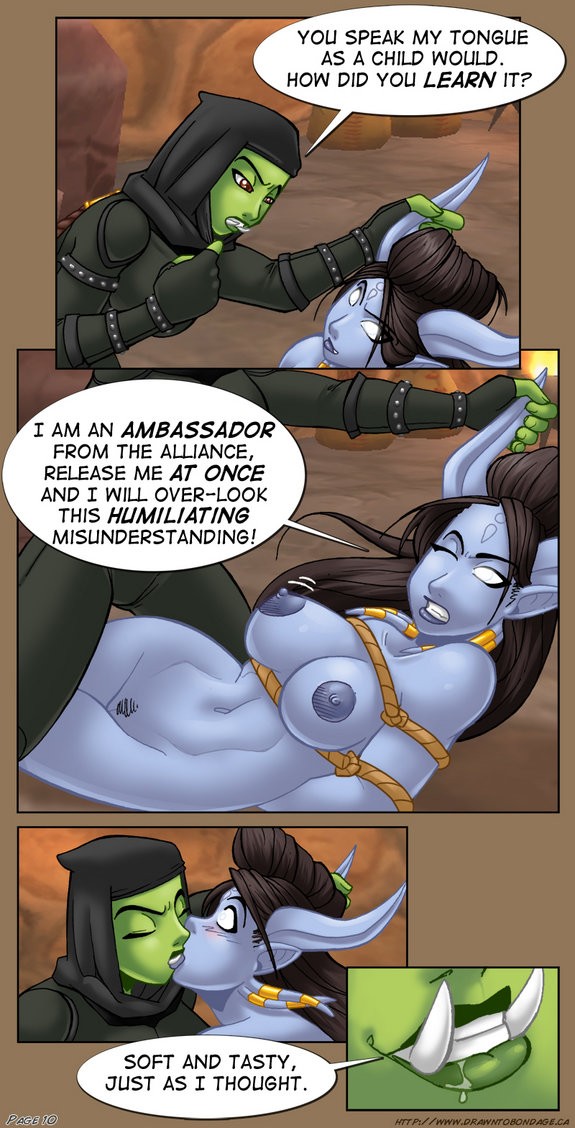 YOU SPEAK MY TONGUE
AS A CHILD WOULD.
HOW DID YOU LEARN IT?
I AM AN AMBASSADOR
FROM THE ALLIANCE,
RELEASE ME AT ONCE
AND I WILL OVER-LOOK
THIS HUMILIATING
MISUNDERSTANDING!
SOFT AND TASTY,
JUST AS I THOUGHT.
PAGE 10
HTTP://WWW.DRAWNTOBONDAGE.CA